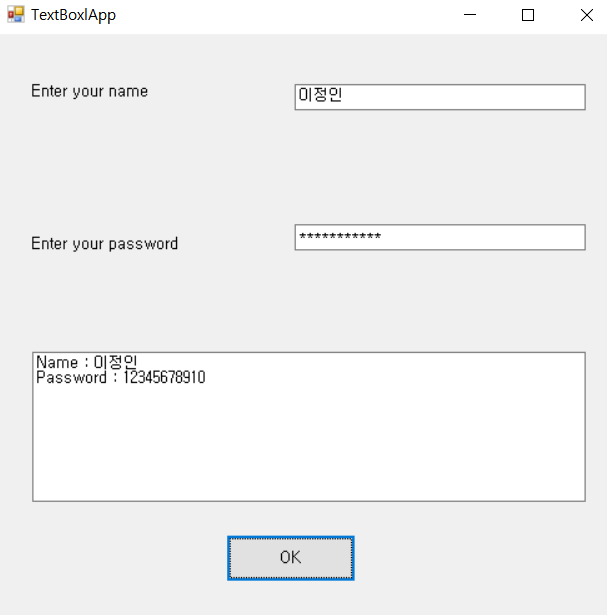 TextBoxlApp
Enter your name
이정인
Enter your password
***********
Name : 이정인
Password : 12345678910
OK